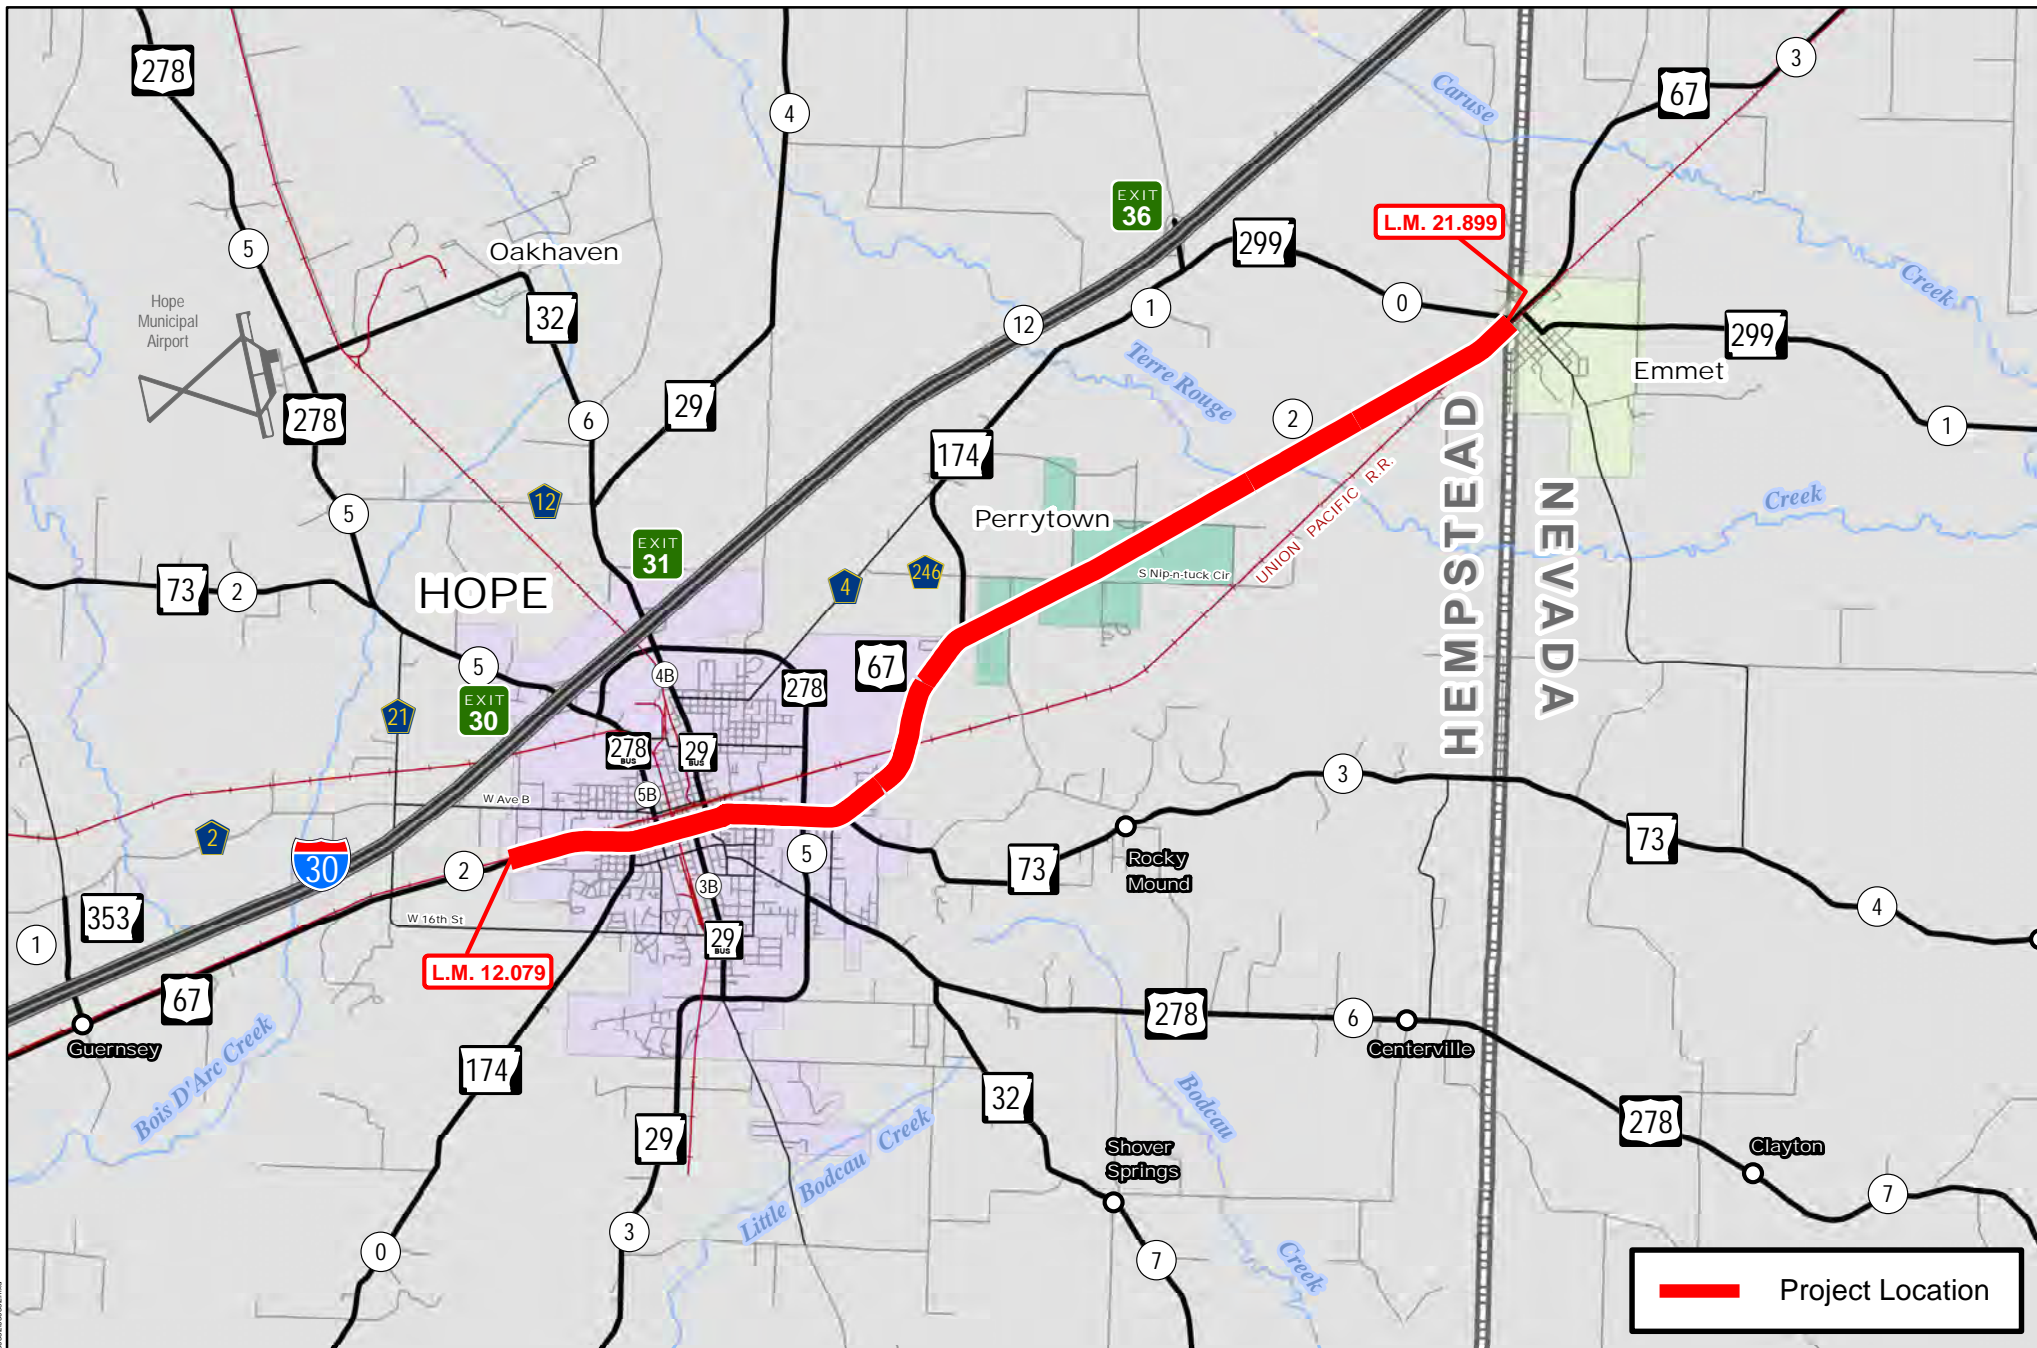 278
4
3
67
Caruse
EXIT
36
L.M. 21.899
5
Oakhaven
299
Creek
Hope
Municipal
Airport
32
12
1
0
299
Emmet
Terre Rouge
278
6
29
2
1
174
HEMPSTEAD
NEVADA
UNION PACIFIC R.R.
5
12
Creek
Perrytown
EXIT
31
4
246
S Nip-n-tuck Cir
73
2
HOPE
5
67
4B
278
EXIT
30
21
278
BUS
29
BUS
5B
W Ave B
3
2
30
2
5
Rocky
Mound
73
73
3B
4
353
1
W 16th St
29
BUS
L.M. 12.079
67
Guernsey
278
6
Centerville
174
Bois D'Arc Creek
32
Bodcau
29
Little Bodcau Creek
278
Shover
Springs
Clayton
7
3
0
7
Creek
Project Location